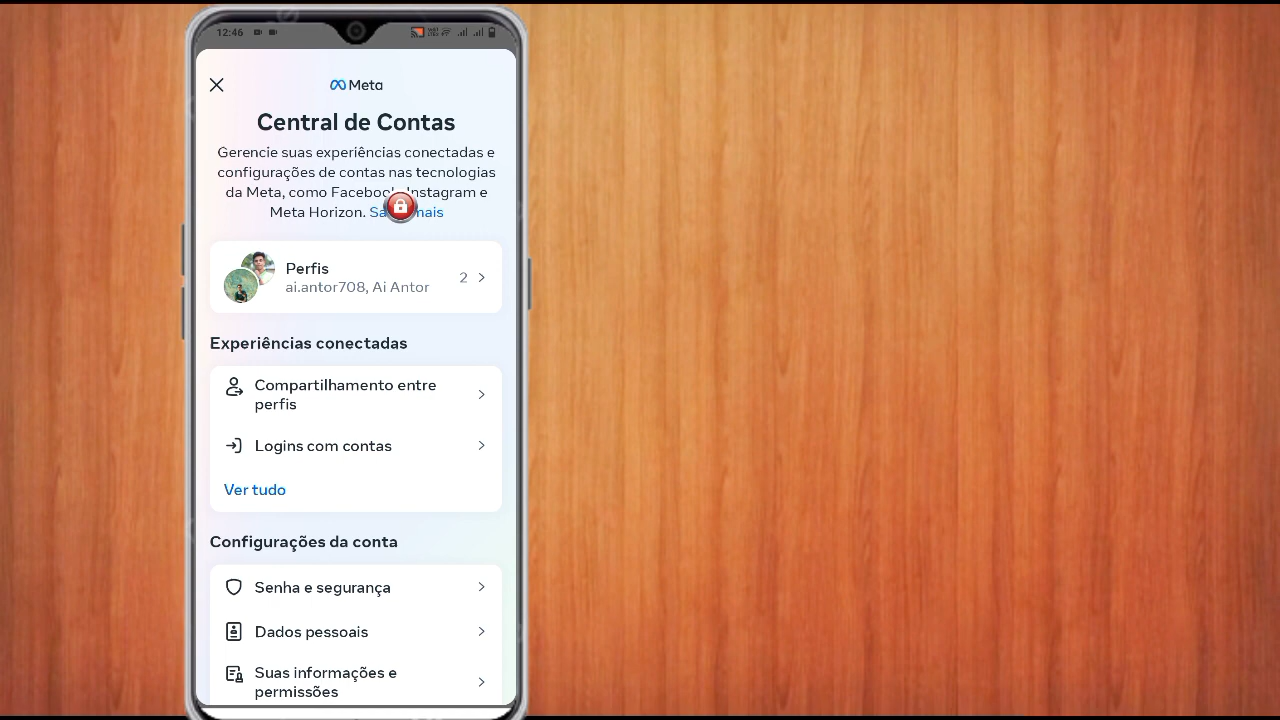 12:46
Meta
Central de Contas
Gerencie suas experiências conectadas e
configurações de contas nas tecnologias
da Meta, como Facebook, Instagram e
Meta Horizon. Saiba mais
Perfis
ai.antor708, Ai Antor
2
Experiências conectadas
Compartilhamento entre
perfis
Logins com contas
Ver tudo
Configurações da conta
Senha e segurança
Dados pessoais
Suas informações e
permissões